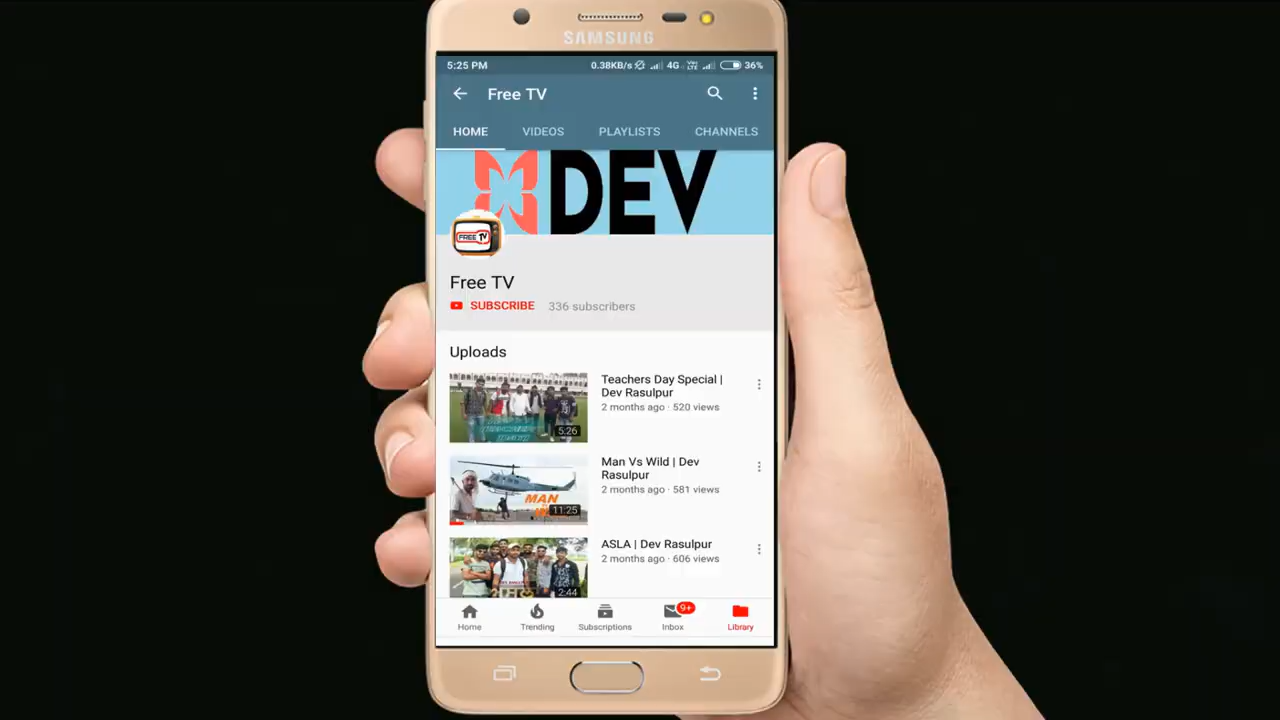 SAMSUNG
5:25 PM 0.38KB/s 4G VoLTE 36%
Free TV
HOME VIDEOS PLAYLISTS CHANNELS
DEV
FREE TV
Free TV
SUBSCRIBE 336 subscribers
Uploads
Teachers Day Special |
Dev Rasulpur
2 months ago · 520 views
5:26
Man Vs Wild | Dev
Rasulpur
2 months ago · 581 views
MAN
11:25
ASLA | Dev Rasulpur
2 months ago · 606 views
2:44
9+
Home Trending Subscriptions Inbox Library